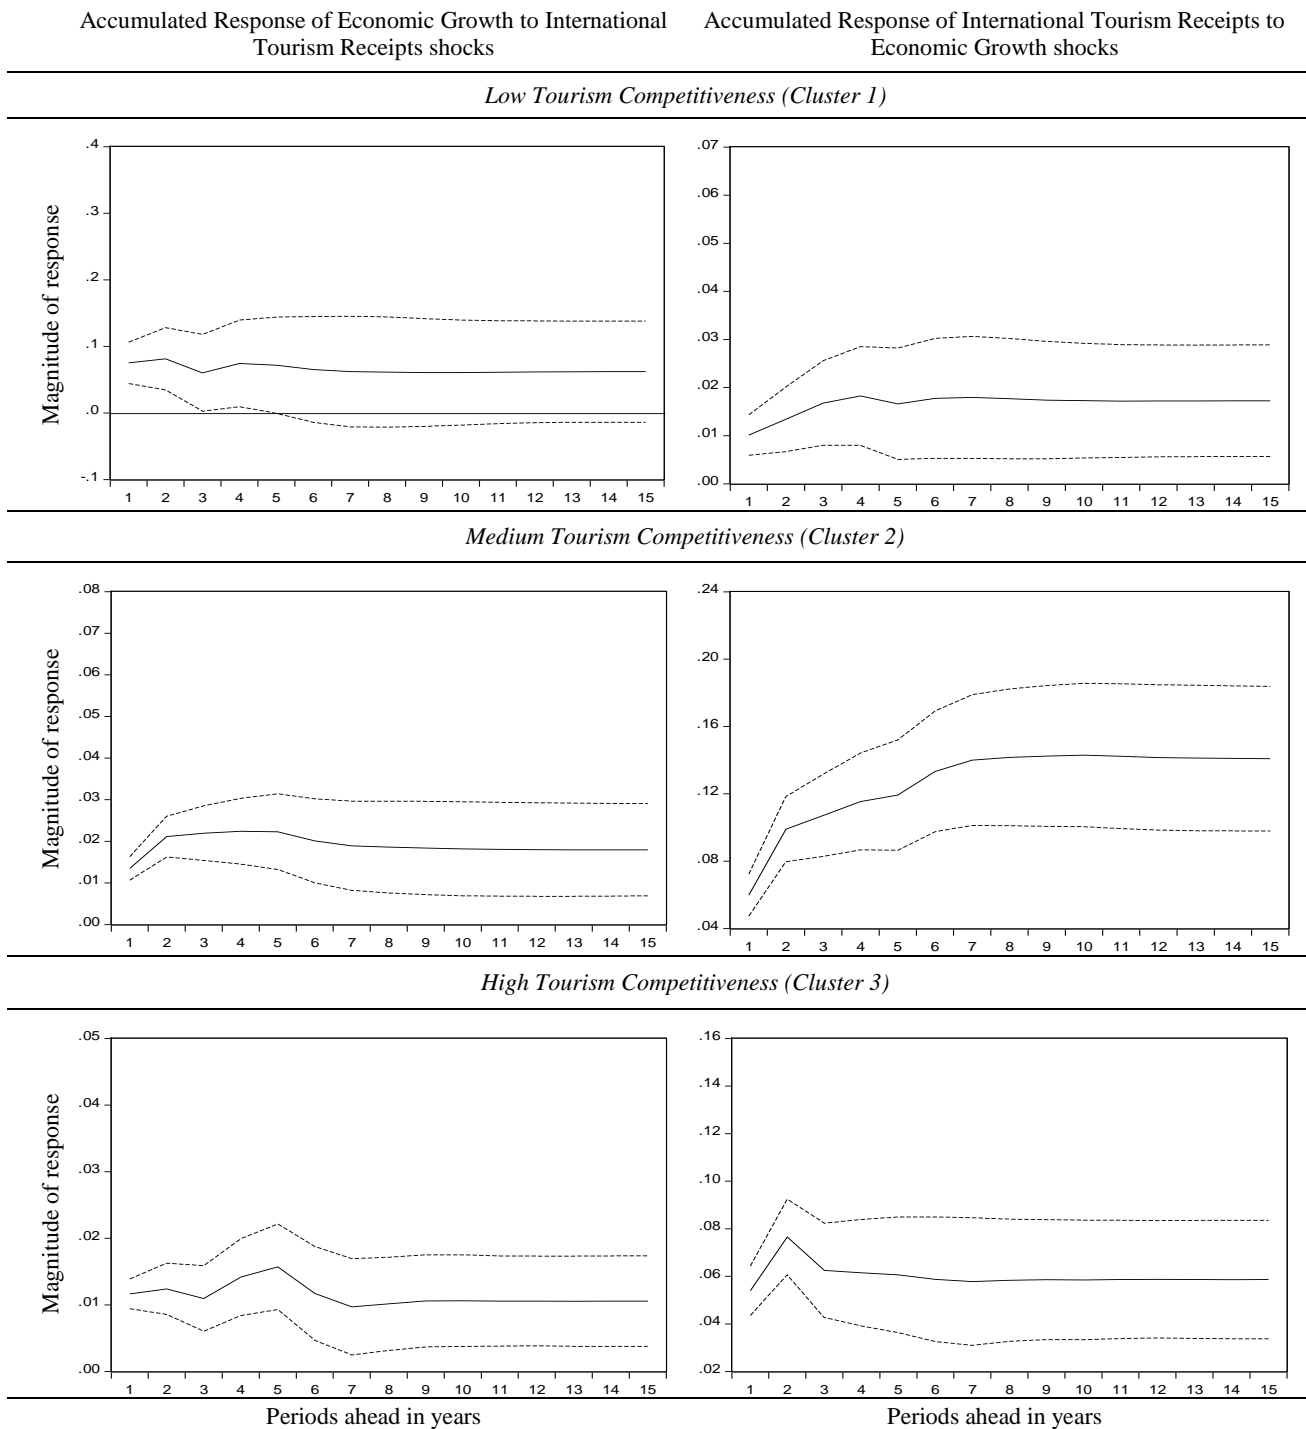 Accumulated Response of Economic Growth to International
Tourism Receipts shocks
Accumulated Response of International Tourism Receipts to
Economic Growth shocks
Low Tourism Competitiveness (Cluster 1)
Magnitude of response
.4
.3
.2
.1
.0
-.1
1 2 3 4 5 6 7 8 9 10 11 12 13 14 15
.07
.06
.05
.04
.03
.02
.01
.00
1 2 3 4 5 6 7 8 9 10 11 12 13 14 15
Medium Tourism Competitiveness (Cluster 2)
Magnitude of response
.08
.07
.06
.05
.04
.03
.02
.01
.00
1 2 3 4 5 6 7 8 9 10 11 12 13 14 15
.24
.20
.16
.12
.08
.04
1 2 3 4 5 6 7 8 9 10 11 12 13 14 15
High Tourism Competitiveness (Cluster 3)
Magnitude of response
.05
.04
.03
.02
.01
.00
1 2 3 4 5 6 7 8 9 10 11 12 13 14 15
.16
.14
.12
.10
.08
.06
.04
.02
1 2 3 4 5 6 7 8 9 10 11 12 13 14 15
Periods ahead in years
Periods ahead in years